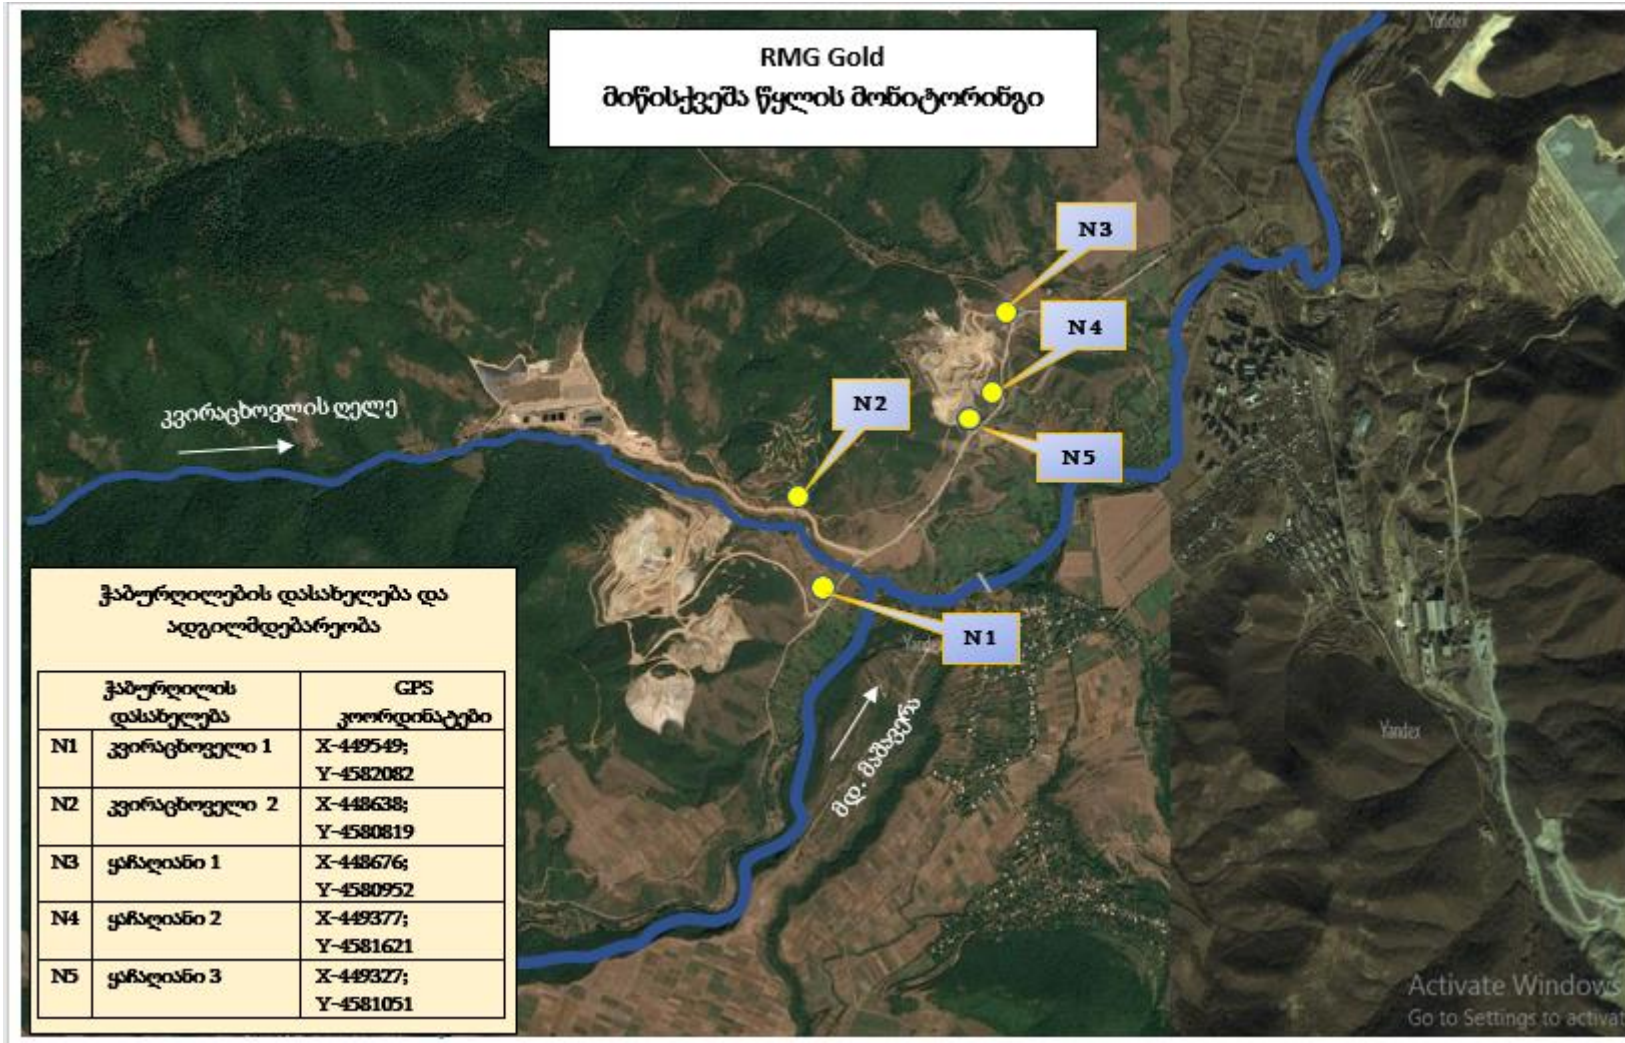 Yandex
RMG Gold
მიწისქვეშა წყლის მონიტორინგი
N3
N4
N2
კვირაცხოვლის ღელე
N5
N1
Yandex
მდ. მაშავერა
ჭაბურღილების დასახელება და
ადგილმდებარეობა
ჭაბურღილის
დასახელება
GPS
კოორდინატები
N1 კვირაცხოველი 1 X-449549;
Y-4582082
N2 კვირაცხოველი 2 X-448638;
Y-4580819
N3 ყაჩაღიანი 1 X-448676;
Y-4580952
N4 ყაჩაღიანი 2 X-449377;
Y-4581621
N5 ყაჩაღიანი 3 X-449327;
Y-4581051
Activate Windows
Go to Settings to activat